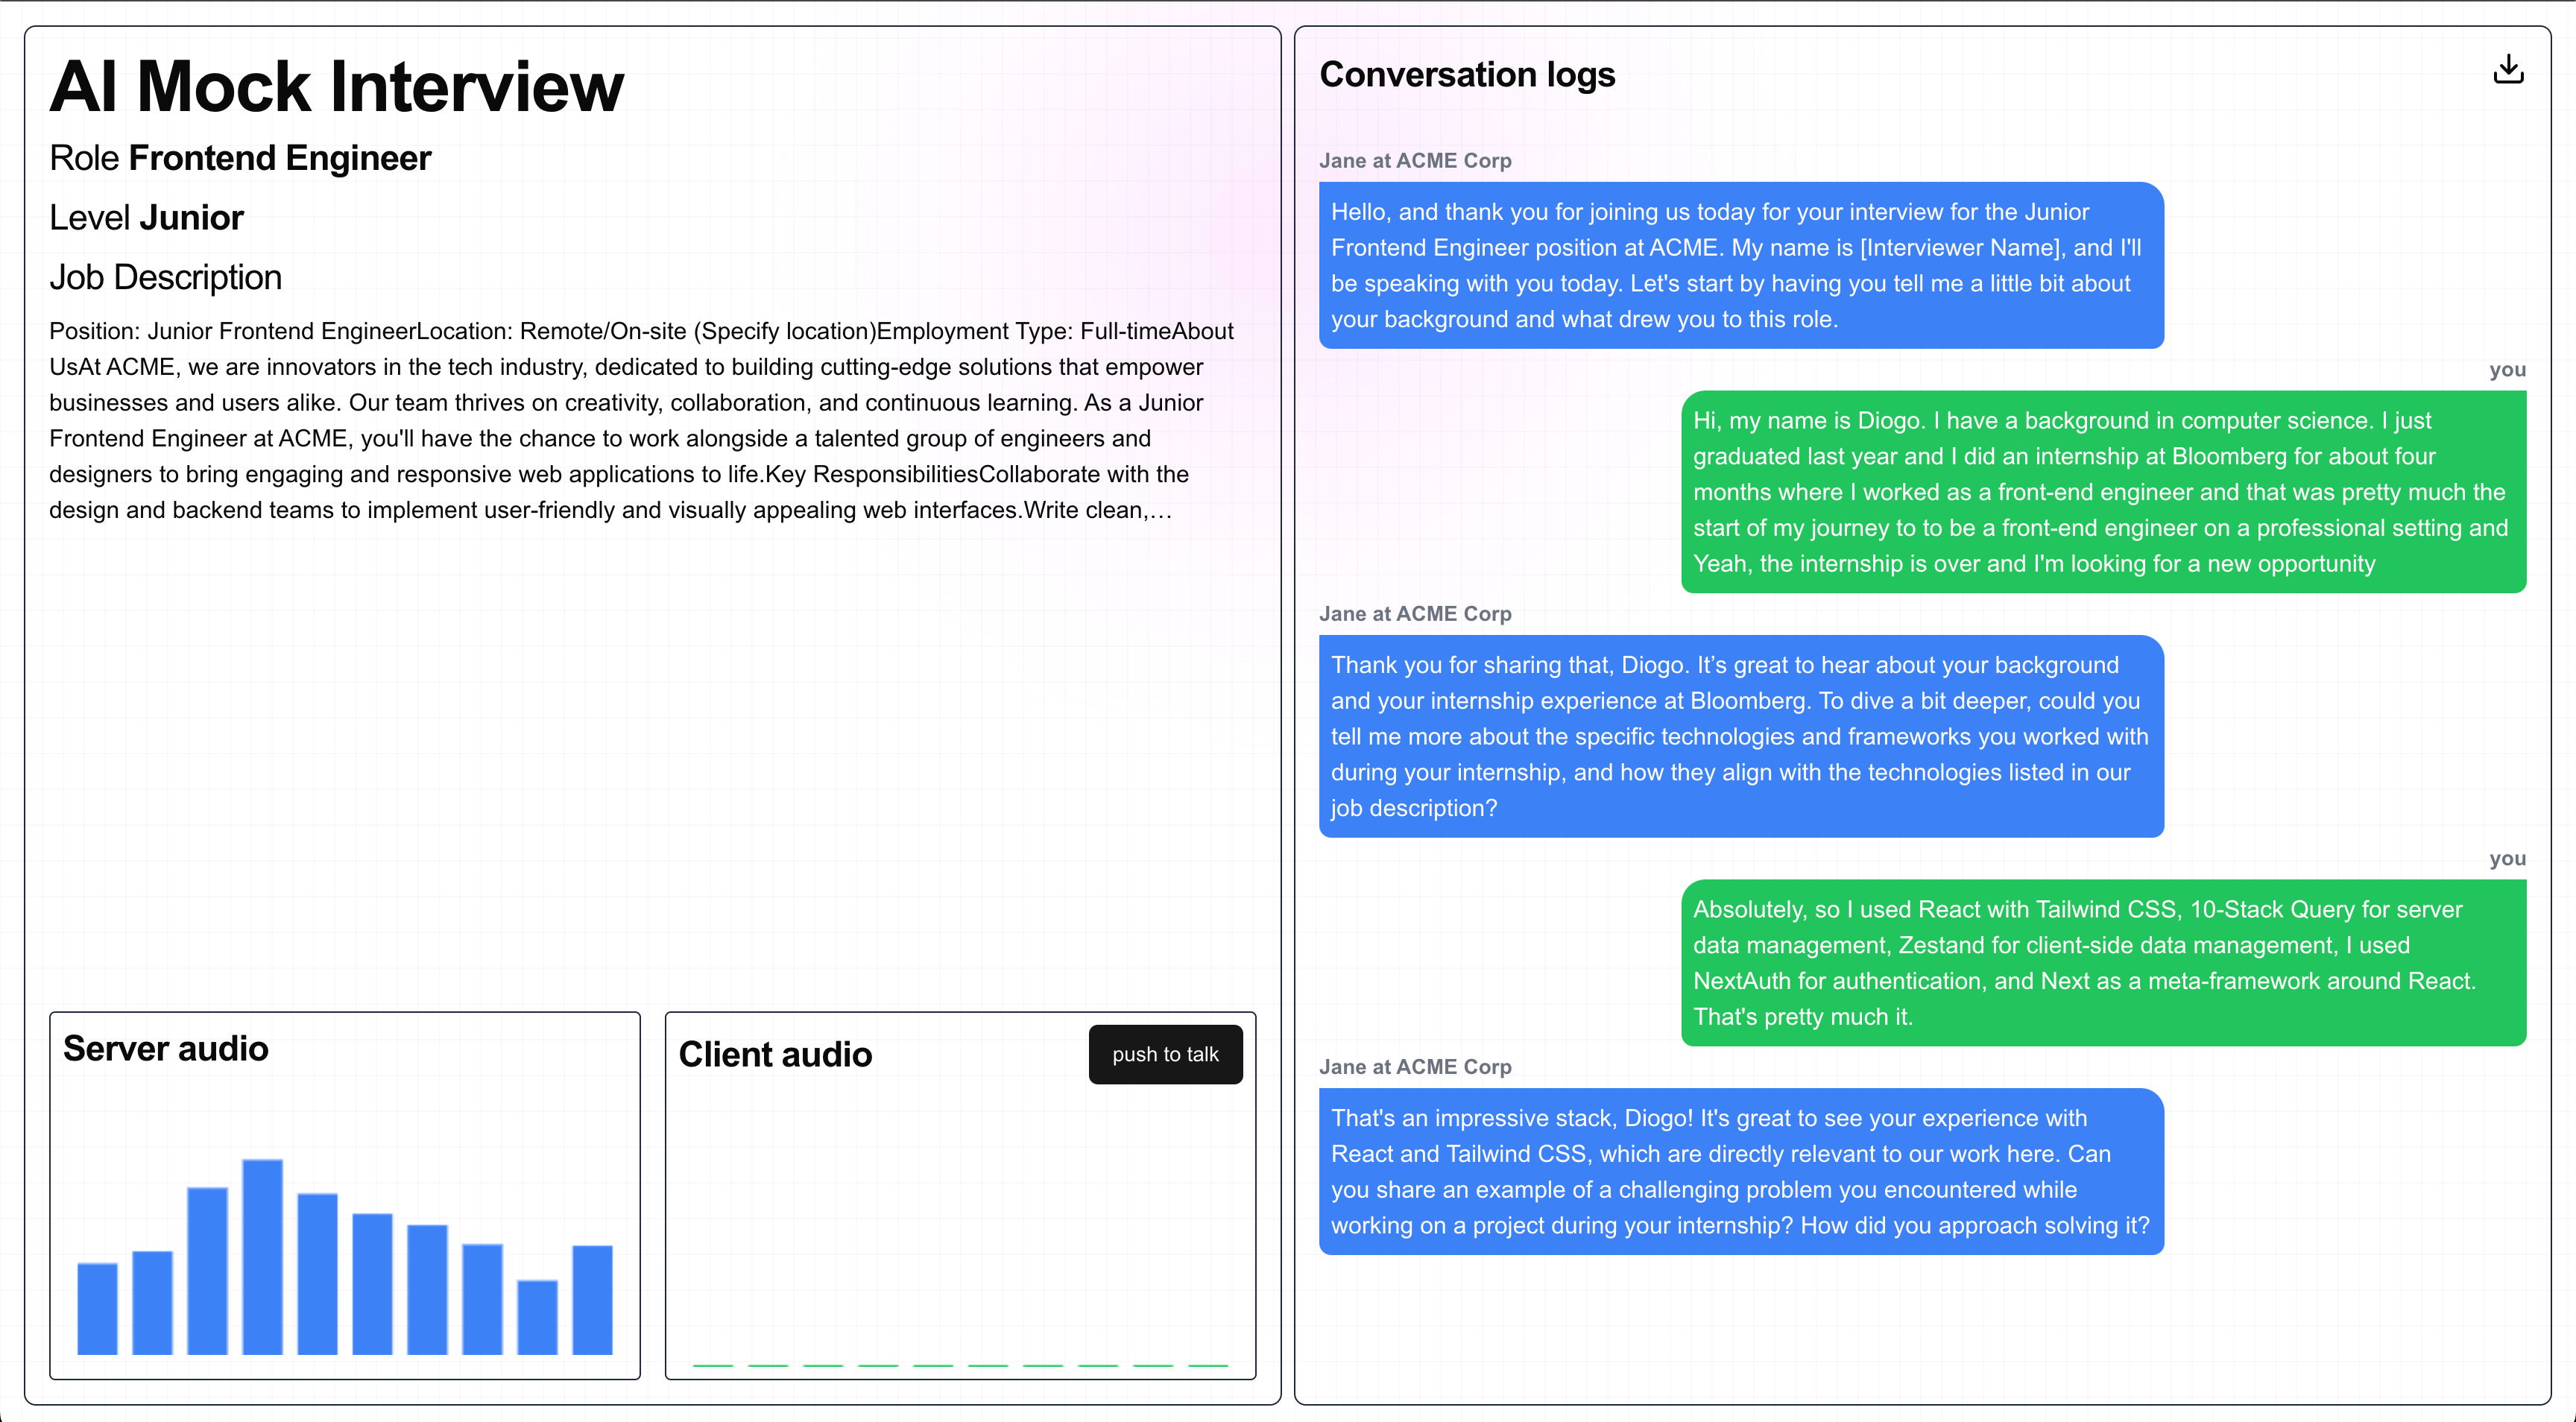 AI Mock Interview
Role Frontend Engineer
Level Junior
Job Description
Position: Junior Frontend EngineerLocation: Remote/On-site (Specify location)Employment Type: Full-timeAbout
UsAt ACME, we are innovators in the tech industry, dedicated to building cutting-edge solutions that empower
businesses and users alike. Our team thrives on creativity, collaboration, and continuous learning. As a Junior
Frontend Engineer at ACME, you'll have the chance to work alongside a talented group of engineers and
designers to bring engaging and responsive web applications to life.Key ResponsibilitiesCollaborate with the
design and backend teams to implement user-friendly and visually appealing web interfaces.Write clean,…
Server audio
Client audio
push to talk
Conversation logs
Jane at ACME Corp
Hello, and thank you for joining us today for your interview for the Junior
Frontend Engineer position at ACME. My name is [Interviewer Name], and I'll
be speaking with you today. Let's start by having you tell me a little bit about
your background and what drew you to this role.
you
Hi, my name is Diogo. I have a background in computer science. I just
graduated last year and I did an internship at Bloomberg for about four
months where I worked as a front-end engineer and that was pretty much the
start of my journey to to be a front-end engineer on a professional setting and
Yeah, the internship is over and I'm looking for a new opportunity
Jane at ACME Corp
Thank you for sharing that, Diogo. It’s great to hear about your background
and your internship experience at Bloomberg. To dive a bit deeper, could you
tell me more about the specific technologies and frameworks you worked with
during your internship, and how they align with the technologies listed in our
job description?
you
Absolutely, so I used React with Tailwind CSS, 10-Stack Query for server
data management, Zestand for client-side data management, I used
NextAuth for authentication, and Next as a meta-framework around React.
That's pretty much it.
Jane at ACME Corp
That's an impressive stack, Diogo! It's great to see your experience with
React and Tailwind CSS, which are directly relevant to our work here. Can
you share an example of a challenging problem you encountered while
working on a project during your internship? How did you approach solving it?